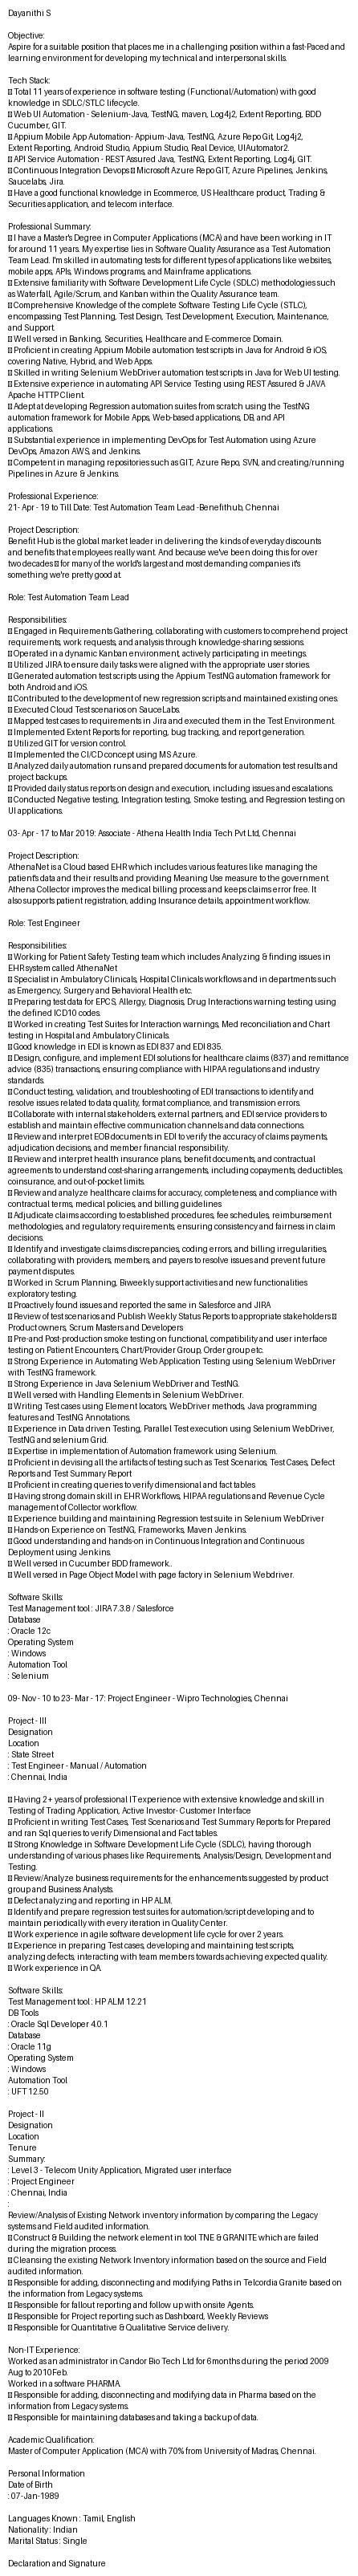 Dayanithi S
Objective:
Aspire for a suitable position that places me in a challenging position within a fast-Paced and
learning environment for developing my technical and interpersonal skills.
Tech Stack:
▯ Total 11 years of experience in software testing (Functional/Automation) with good
knowledge in SDLC/STLC lifecycle.
▯ Web UI Automation - Selenium-Java, TestNG, maven, Log4j2, Extent Reporting, BDD
Cucumber, GIT.
▯ Appium Mobile App Automation- Appium-Java, TestNG, Azure Repo Git, Log4j2,
Extent Reporting, Android Studio, Appium Studio, Real Device, UIAutomator2.
▯ API Service Automation - REST Assured Java, TestNG, Extent Reporting, Log4j, GIT.
▯ Continuous Integration Devops ▯ Microsoft Azure Repo GIT, Azure Pipelines, Jenkins,
Saucelabs, Jira.
▯ Have a good functional knowledge in Ecommerce, US Healthcare product, Trading &
Securities application, and telecom interface.
Professional Summary:
▯ I have a Master's Degree in Computer Applications (MCA) and have been working in IT
for around 11 years. My expertise lies in Software Quality Assurance as a Test Automation
Team Lead. I'm skilled in automating tests for different types of applications like websites,
mobile apps, APIs, Windows programs, and Mainframe applications.
▯ Extensive familiarity with Software Development Life Cycle (SDLC) methodologies such
as Waterfall, Agile/Scrum, and Kanban within the Quality Assurance team.
▯ Comprehensive Knowledge of the complete Software Testing Life Cycle (STLC),
encompassing Test Planning, Test Design, Test Development, Execution, Maintenance,
and Support.
▯ Well versed in Banking, Securities, Healthcare and E-commerce Domain.
▯ Proficient in creating Appium Mobile automation test scripts in Java for Android & iOS,
covering Native, Hybrid, and Web Apps.
▯ Skilled in writing Selenium WebDriver automation test scripts in Java for Web UI testing.
▯ Extensive experience in automating API Service Testing using REST Assured & JAVA
Apache HTTP Client.
▯ Adept at developing Regression automation suites from scratch using the TestNG
automation framework for Mobile Apps, Web-based applications, DB, and API
applications.
▯ Substantial experience in implementing DevOps for Test Automation using Azure
DevOps, Amazon AWS, and Jenkins.
▯ Competent in managing repositories such as GIT, Azure Repo, SVN, and creating/running
Pipelines in Azure & Jenkins.
Professional Experience:
21- Apr - 19 to Till Date: Test Automation Team Lead -Benefithub, Chennai
Project Description:
Benefit Hub is the global market leader in delivering the kinds of everyday discounts
and benefits that employees really want. And because we've been doing this for over
two decades ▯ for many of the world's largest and most demanding companies it's
something we're pretty good at.
Role: Test Automation Team Lead
Responsibilities:
▯ Engaged in Requirements Gathering, collaborating with customers to comprehend project
requirements, work requests, and analysis through knowledge-sharing sessions.
▯ Operated in a dynamic Kanban environment, actively participating in meetings.
▯ Utilized JIRA to ensure daily tasks were aligned with the appropriate user stories.
▯ Generated automation test scripts using the Appium TestNG automation framework for
both Android and iOS.
▯ Contributed to the development of new regression scripts and maintained existing ones.
▯ Executed Cloud Test scenarios on SauceLabs.
▯ Mapped test cases to requirements in Jira and executed them in the Test Environment.
▯ Implemented Extent Reports for reporting, bug tracking, and report generation.
▯ Utilized GIT for version control.
▯ Implemented the CI/CD concept using MS Azure.
▯ Analyzed daily automation runs and prepared documents for automation test results and
project backups.
▯ Provided daily status reports on design and execution, including issues and escalations.
▯ Conducted Negative testing, Integration testing, Smoke testing, and Regression testing on
UI applications.
03- Apr - 17 to Mar 2019: Associate - Athena Health India Tech Pvt Ltd, Chennai
Project Description:
AthenaNet is a Cloud based EHR which includes various features like managing the
patient's data and their results and providing Meaning Use measure to the government.
Athena Collector improves the medical billing process and keeps claims error free. It
also supports patient registration, adding Insurance details, appointment workflow.
Role: Test Engineer
Responsibilities:
▯ Working for Patient Safety Testing team which includes Analyzing & finding issues in
EHR system called AthenaNet
▯ Specialist in Ambulatory Clinicals, Hospital Clinicals workflows and in departments such
as Emergency, Surgery and Behavioral Health etc.
▯ Preparing test data for EPCS, Allergy, Diagnosis, Drug Interactions warning testing using
the defined ICD10 codes.
▯ Worked in creating Test Suites for Interaction warnings, Med reconciliation and Chart
testing in Hospital and Ambulatory Clinicals.
▯ Good knowledge in EDI is known as EDI 837 and EDI 835.
▯ Design, configure, and implement EDI solutions for healthcare claims (837) and remittance
advice (835) transactions, ensuring compliance with HIPAA regulations and industry
standards.
▯ Conduct testing, validation, and troubleshooting of EDI transactions to identify and
resolve issues related to data quality, format compliance, and transmission errors.
▯ Collaborate with internal stakeholders, external partners, and EDI service providers to
establish and maintain effective communication channels and data connections.
▯ Review and interpret EOB documents in EDI to verify the accuracy of claims payments,
adjudication decisions, and member financial responsibility.
▯ Review and interpret health insurance plans, benefit documents, and contractual
agreements to understand cost-sharing arrangements, including copayments, deductibles,
coinsurance, and out-of-pocket limits.
▯ Review and analyze healthcare claims for accuracy, completeness, and compliance with
contractual terms, medical policies, and billing guidelines
▯ Adjudicate claims according to established procedures, fee schedules, reimbursement
methodologies, and regulatory requirements, ensuring consistency and fairness in claim
decisions.
▯ Identify and investigate claims discrepancies, coding errors, and billing irregularities,
collaborating with providers, members, and payers to resolve issues and prevent future
payment disputes.
▯ Worked in Scrum Planning, Biweekly support activities and new functionalities
exploratory testing.
▯ Proactively found issues and reported the same in Salesforce and JIRA
▯ Review of test scenarios and Publish Weekly Status Reports to appropriate stakeholders ▯
Product owners, Scrum Masters and Developers
▯ Pre-and Post-production smoke testing on functional, compatibility and user interface
testing on Patient Encounters, Chart/Provider Group, Order group etc.
▯ Strong Experience in Automating Web Application Testing using Selenium WebDriver
with TestNG framework.
▯ Strong Experience in Java Selenium WebDriver and TestNG.
▯ Well versed with Handling Elements in Selenium WebDriver.
▯ Writing Test cases using Element locators, WebDriver methods, Java programming
features and TestNG Annotations.
▯ Experience in Data driven Testing, Parallel Test execution using Selenium WebDriver,
TestNG and selenium Grid.
▯ Expertise in implementation of Automation framework using Selenium.
▯ Proficient in devising all the artifacts of testing such as Test Scenarios, Test Cases, Defect
Reports and Test Summary Report
▯ Proficient in creating queries to verify dimensional and fact tables
▯ Having strong domain skill in EHR Workflows, HIPAA regulations and Revenue Cycle
management of Collector workflow.
▯ Experience building and maintaining Regression test suite in Selenium WebDriver
▯ Hands-on Experience on TestNG, Frameworks, Maven Jenkins.
▯ Good understanding and hands-on in Continuous Integration and Continuous
Deployment using Jenkins.
▯ Well versed in Cucumber BDD framework..
▯ Well versed in Page Object Model with page factory in Selenium Webdriver.
Software Skills:
Test Management tool : JIRA 7.3.8 / Salesforce
Database
: Oracle 12c
Operating System
: Windows
Automation Tool
: Selenium
09- Nov - 10 to 23- Mar - 17: Project Engineer - Wipro Technologies, Chennai
Project - III
Designation
Location
: State Street
: Test Engineer - Manual / Automation
: Chennai, India
▯ Having 2+ years of professional IT experience with extensive knowledge and skill in
Testing of Trading Application, Active Investor- Customer Interface
▯ Proficient in writing Test Cases, Test Scenarios and Test Summary Reports for Prepared
and ran Sql queries to verify Dimensional and Fact tables.
▯ Strong Knowledge in Software Development Life Cycle (SDLC), having thorough
understanding of various phases like Requirements, Analysis/Design, Development and
Testing.
▯ Review/Analyze business requirements for the enhancements suggested by product
group and Business Analysts.
▯ Defect analyzing and reporting in HP ALM.
▯ Identify and prepare regression test suites for automation/script developing and to
maintain periodically with every iteration in Quality Center.
▯ Work experience in agile software development life cycle for over 2 years.
▯ Experience in preparing Test cases, developing and maintaining test scripts,
analyzing defects, interacting with team members towards achieving expected quality.
▯ Work experience in QA.
Software Skills:
Test Management tool : HP ALM 12.21
DB Tools
: Oracle Sql Developer 4.0.1
Database
: Oracle 11g
Operating System
: Windows
Automation Tool
: UFT 12.50
Project - II
Designation
Location
Tenure
Summary:
: Level 3 - Telecom Unity Application, Migrated user interface
: Project Engineer
: Chennai, India
:
Review/Analysis of Existing Network inventory information by comparing the Legacy
systems and Field audited information.
▯ Construct & Building the network element in tool TNE & GRANITE which are failed
during the migration process.
▯ Cleansing the existing Network Inventory information based on the source and Field
audited information.
▯ Responsible for adding, disconnecting and modifying Paths in Telcordia Granite based on
the information from Legacy systems.
▯ Responsible for fallout reporting and follow up with onsite Agents.
▯ Responsible for Project reporting such as Dashboard, Weekly Reviews
▯ Responsible for Quantitative & Qualitative Service delivery.
Non-IT Experience:
Worked as an administrator in Candor Bio Tech Ltd for 6months during the period 2009
Aug to 2010Feb.
Worked in a software PHARMA.
▯ Responsible for adding, disconnecting and modifying data in Pharma based on the
information from Legacy systems.
▯ Responsible for maintaining databases and taking a backup of data.
Academic Qualification:
Master of Computer Application (MCA) with 70% from University of Madras, Chennai.
Personal Information
Date of Birth
: 07-Jan-1989
Languages Known : Tamil, English
Nationality : Indian
Marital Status : Single
Declaration and Signature